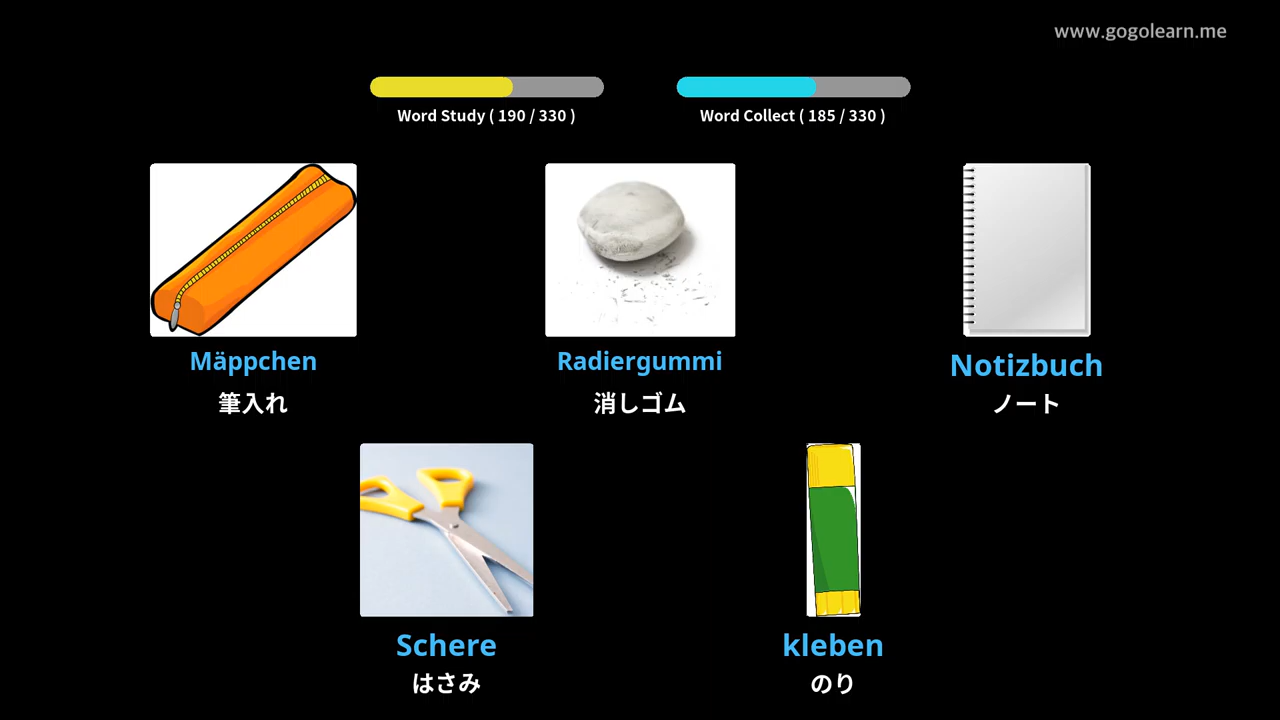 www.gogolearn.me
Word Study ( 190 / 330 )
Word Collect ( 185 / 330 )
Mäppchen
筆入れ
Radiergummi
消しゴム
Notizbuch
ノート
Schere
はさみ
kleben
のり